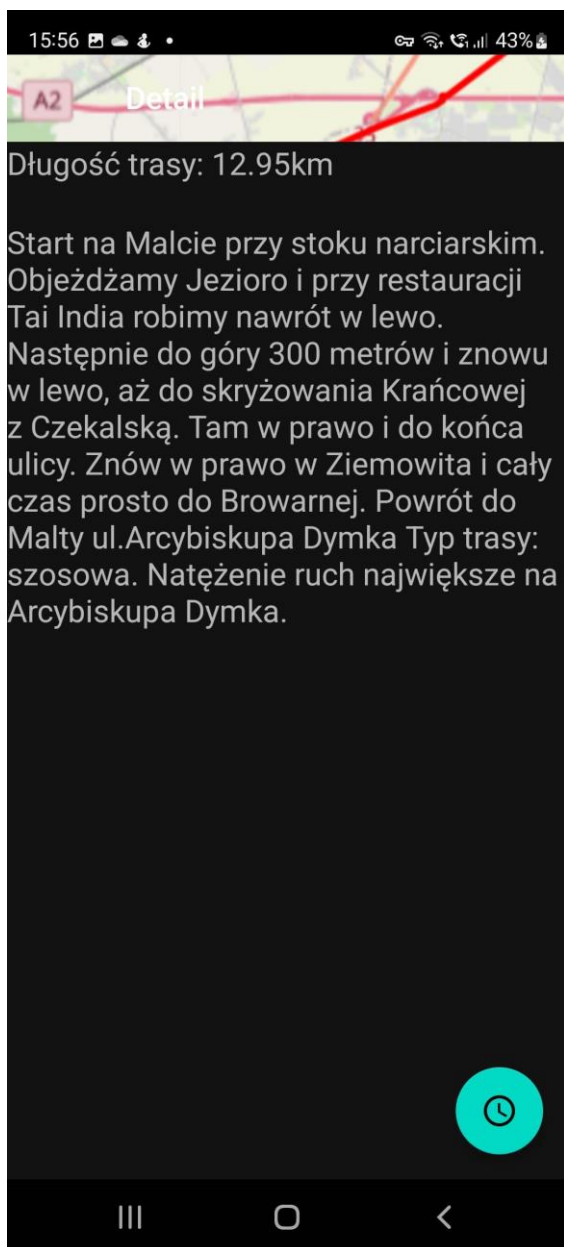 15:56
43%
A2
Detail
Długość trasy: 12.95km
Start na Malcie przy stoku narciarskim.
Objeżdżamy Jezioro i przy restauracji
Tai India robimy nawrót w lewo.
Następnie do góry 300 metrów i znowu
w lewo, aż do skryżowania Krańcowej
z Czekalską. Tam w prawo i do końca
ulicy. Znów w prawo w Ziemowita i cały
czas prosto do Browarnej. Powrót do
Malty ul.Arcybiskupa Dymka Typ trasy:
szosowa. Natężenie ruch największe na
Arcybiskupa Dymka.